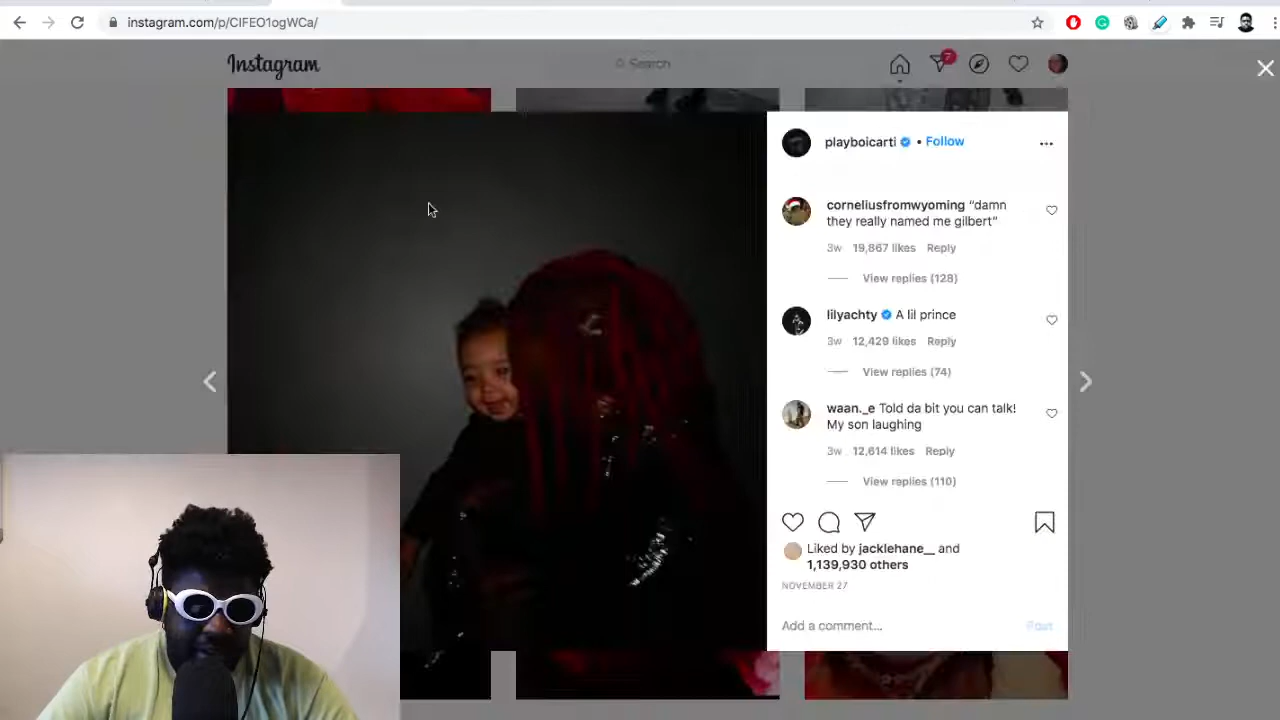 instagram.com/p/CIFEO1ogWCa/
Instagram
Search
7
playboicarti • Follow
corneliusfromwyoming “damn
they really named me gilbert”
3w 19,867 likes Reply
View replies (128)
lilyachty A lil prince
3w 12,429 likes Reply
View replies (74)
waan._e Told da bit you can talk!
My son laughing
3w 12,614 likes Reply
View replies (110)
Liked by jacklehane__ and
1,139,930 others
NOVEMBER 27
Add a comment...
Post